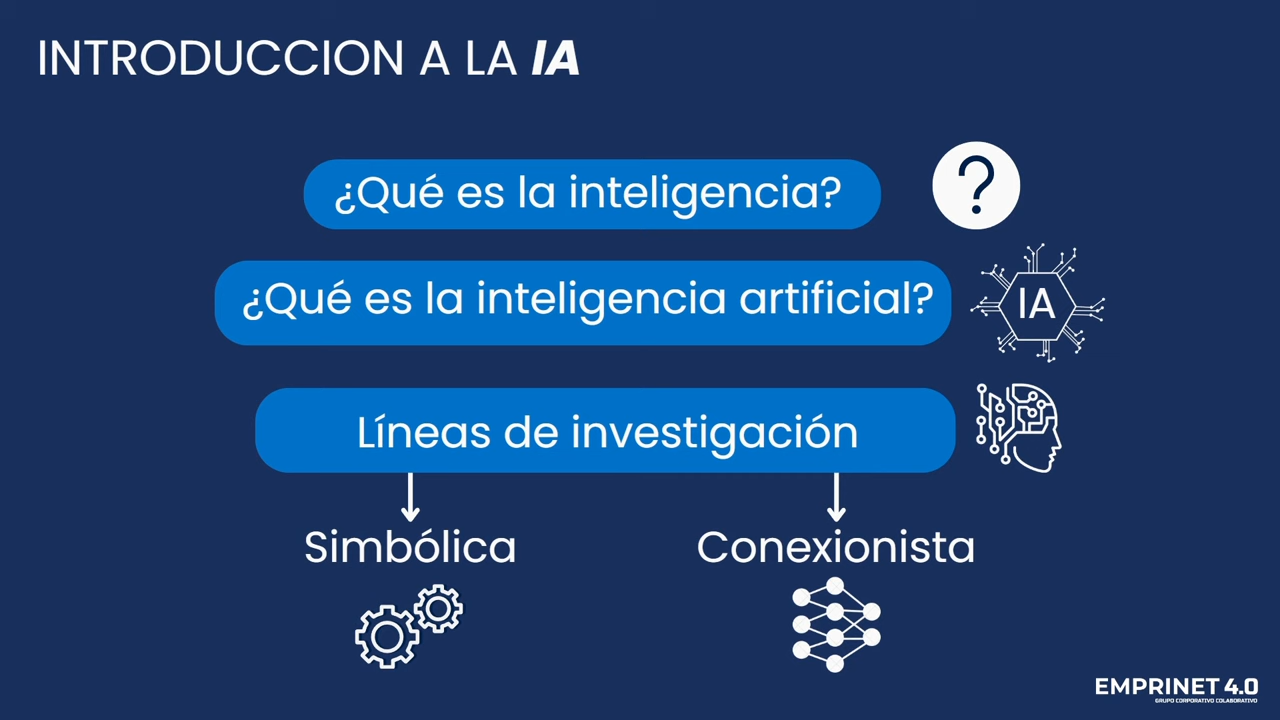 INTRODUCCION A LA IA
¿Qué es la inteligencia?
?
¿Qué es la inteligencia artificial?
IA
Líneas de investigación
Simbólica
Conexionista
EMPRINET 4.0
GRUPO CORPORATIVO COLABORATIVO